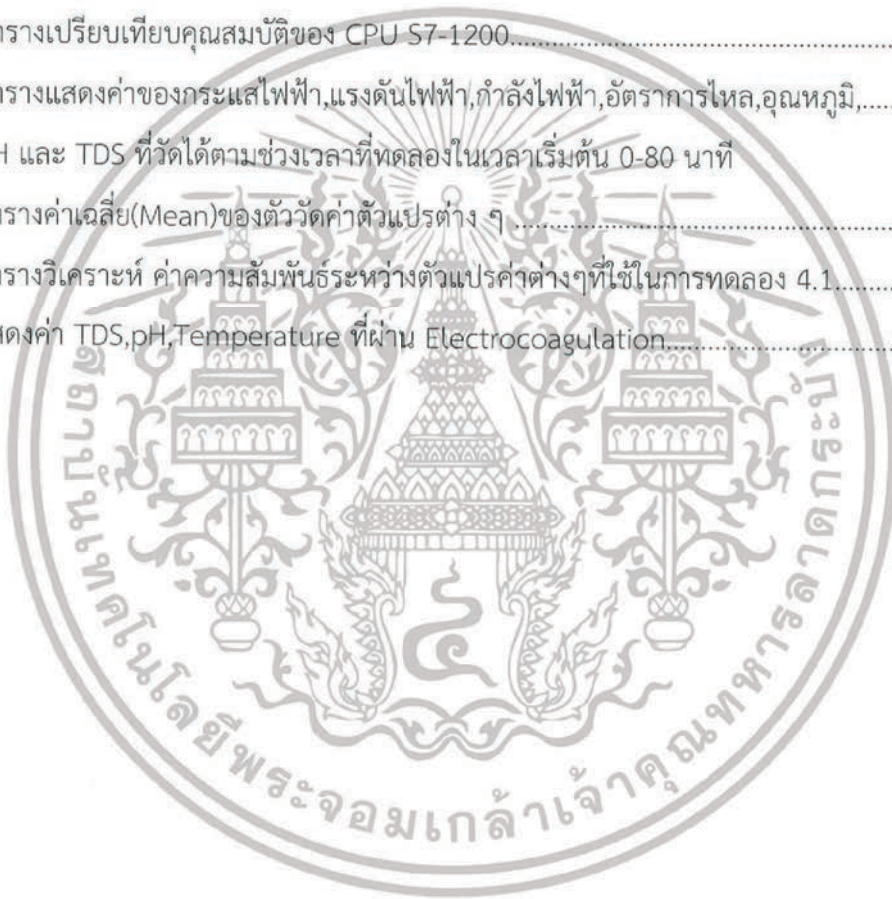 ตารางเปรียบเทียบคุณสมบัติของ CPU S7-1200
ตารางแสดงค่าของกระแสไฟฟ้า,แรงดันไฟฟ้า,กำลังไฟฟ้า,อัตราการไหล,อุณหภูมิ,
H และ TDS ที่วัดได้ตามช่วงเวลาที่ทดลองในเวลาเริ่มต้น 0-80 นาที
ตารางค่าเฉลี่ย(Mean)ของตัววัดค่าตัวแปรต่าง ๆ
ตารางวิเคราะห์ ค่าความสัมพันธ์ระหว่างตัวแปรค่าต่างๆที่ใช้ในการทดลอง 4.1
สดงค่า TDS,pH,Temperature ที่ผ่าน Electrocoagulation
สถาบันเทคโนโลยีพระจอมเกล้าเจ้าคุณทหารลาดกระบัง